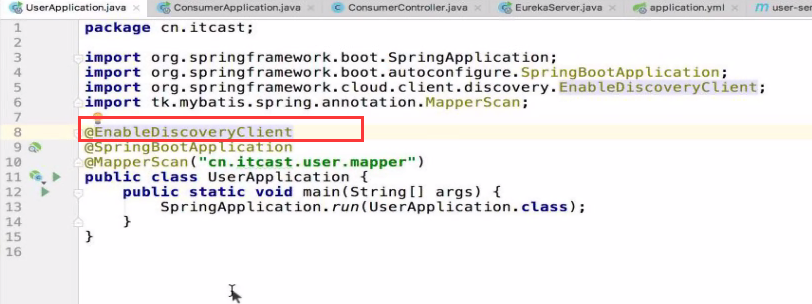 UserApplication.java × ConsumerApplication.java × ConsumerController.java × EurekaServer.java × application.yml × user-se
1 package cn.itcast;
2
3 import org.springframework.boot.SpringApplication;
4 import org.springframework.boot.autoconfigure.SpringBootApplication;
5 import org.springframework.cloud.client.discovery.EnableDiscoveryClient;
6 import tk.mybatis.spring.annotation.MapperScan;
7
8 @EnableDiscoveryClient
9 @SpringBootApplication
10 @MapperScan("cn.itcast.user.mapper")
11 public class UserApplication {
12 public static void main(String[] args) {
13 SpringApplication.run(UserApplication.class);
14 }
15 }
16